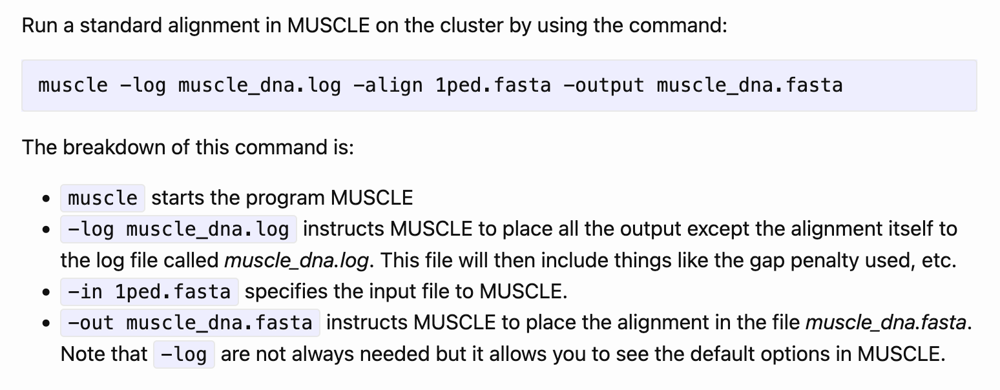 Run a standard alignment in MUSCLE on the cluster by using the command:
muscle -log muscle_dna.log -align 1ped.fasta -output muscle_dna.fasta
The breakdown of this command is:
• muscle starts the program MUSCLE
• -log muscle_dna.log instructs MUSCLE to place all the output except the alignment itself to
the log file called muscle_dna.log. This file will then include things like the gap penalty used, etc.
• -in 1ped.fasta specifies the input file to MUSCLE.
• -out muscle_dna.fasta instructs MUSCLE to place the alignment in the file muscle_dna.fasta.
Note that -log are not always needed but it allows you to see the default options in MUSCLE.